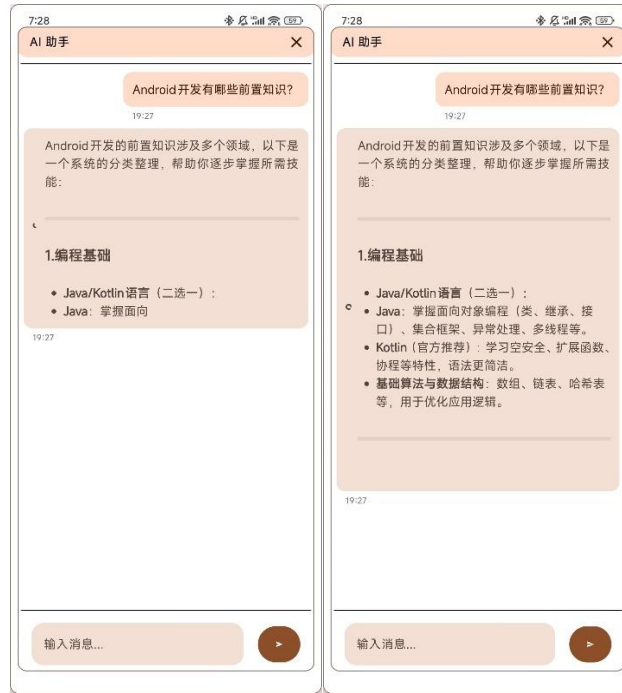 7:28
59
AI 助手
×
Android开发有哪些前置知识?
19:27
Android开发的前置知识涉及多个领域，以下是
一个系统的分类整理，帮助你逐步掌握所需技
能：
1.编程基础
• Java/Kotlin语言（二选一）:
• Java：掌握面向
19:27
输入消息...
7:28
59
AI 助手
×
Android开发有哪些前置知识?
19:27
Android开发的前置知识涉及多个领域，以下是
一个系统的分类整理，帮助你逐步掌握所需技
能：
1.编程基础
• Java/Kotlin语言（二选一）:
• Java：掌握面向对象编程（类、继承、接
口）、集合框架、异常处理、多线程等。
• Kotlin（官方推荐）：学习空安全、扩展函数、
协程等特性，语法更简洁。
• 基础算法与数据结构：数组、链表、哈希表
等，用于优化应用逻辑。
19:27
输入消息...